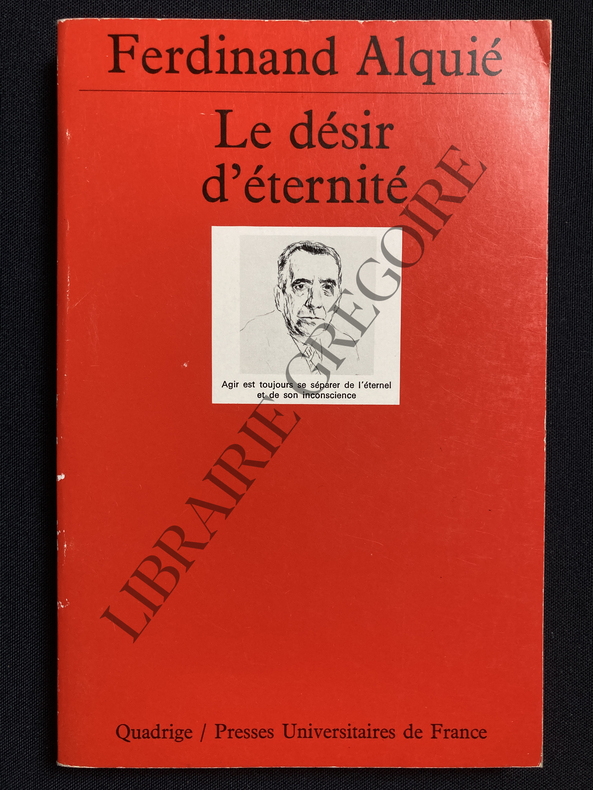 Ferdinand Alquié
Le désir
d'éternité
Agir est toujours se séparer de l'éternel
et de son inconscience
LIBRAIRIE GREGOIRE
Quadrige / Presses Universitaires de France